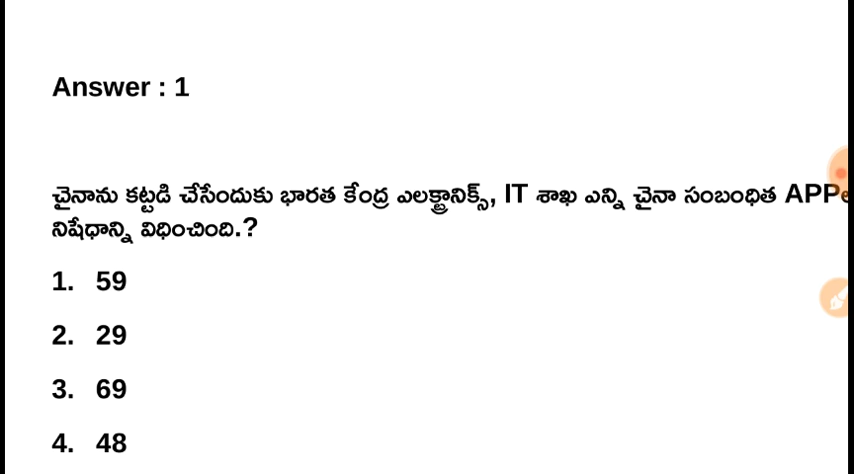 Answer : 1
చైనాను కట్టడి చేసేందుకు భారత కేంద్ర ఎలక్ట్రానిక్స్, IT శాఖ ఎన్ని చైనా సంబంధిత APP
నిషేధాన్ని విధించింది.?
1. 59
2. 29
3. 69
4. 48